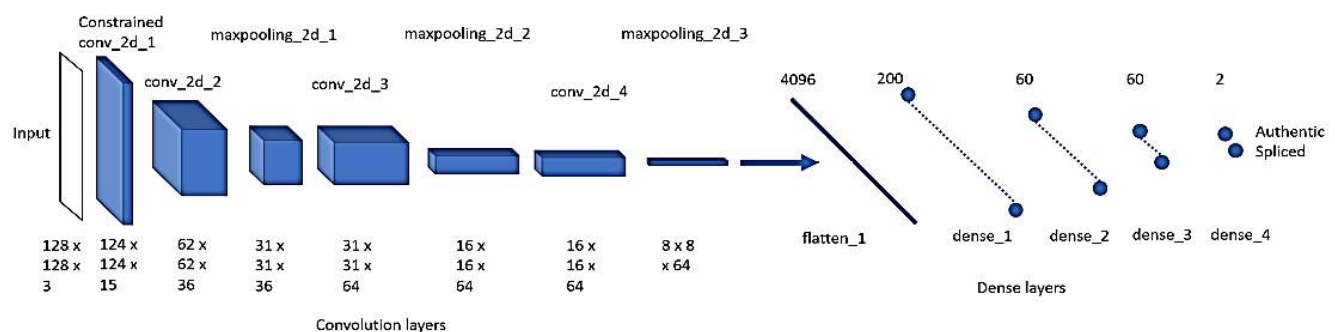 Constrained
conv_2d_1
maxpooling_2d_1
maxpooling_2d_2
maxpooling_2d_3
conv_2d_2
conv_2d_3
conv_2d_4
4096
200
60
60
2
Input
Authentic
Spliced
128 x
128 x
3
124 x
124 x
15
62 x
62 x
36
31 x
31 x
36
31 x
31 x
64
16 x
16 x
64
16 x
16 x
64
8 x 8
x 64
flatten_1
dense_1
dense_2
dense_3
dense_4
Convolution layers
Dense layers